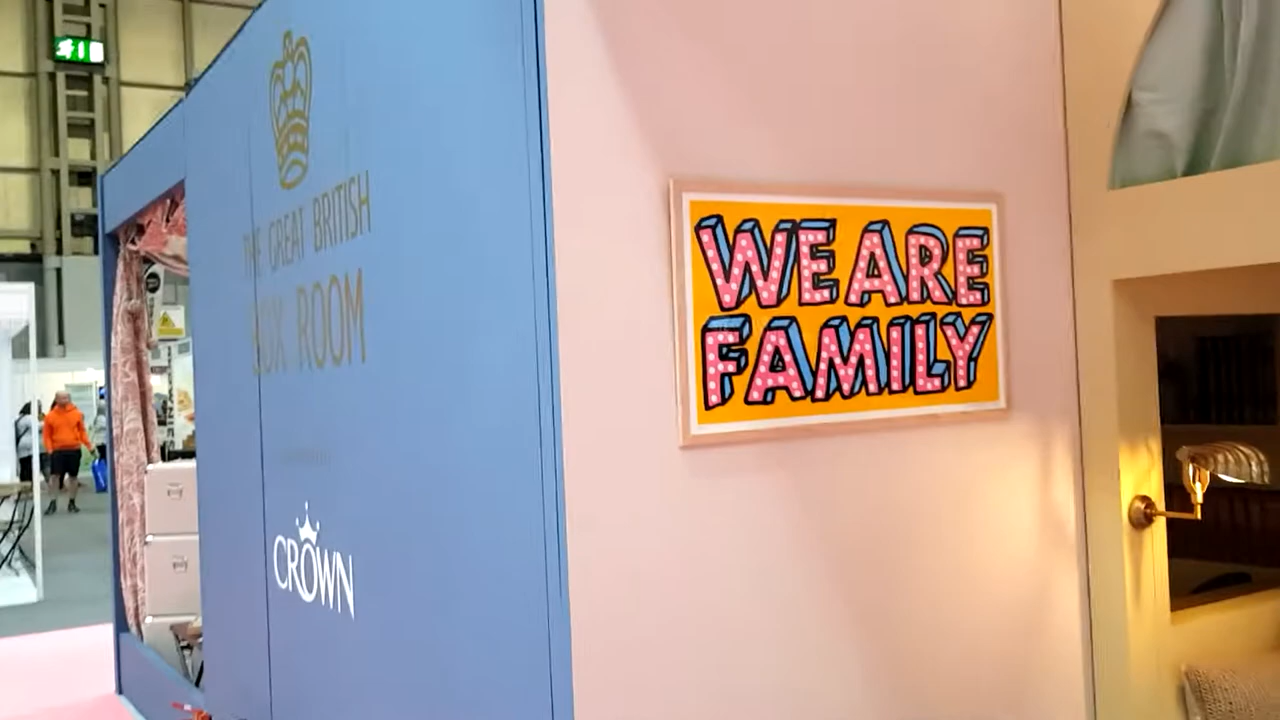 THE GREAT BRITISH
BOX ROOM
CROWN
WE ARE
FAMILY